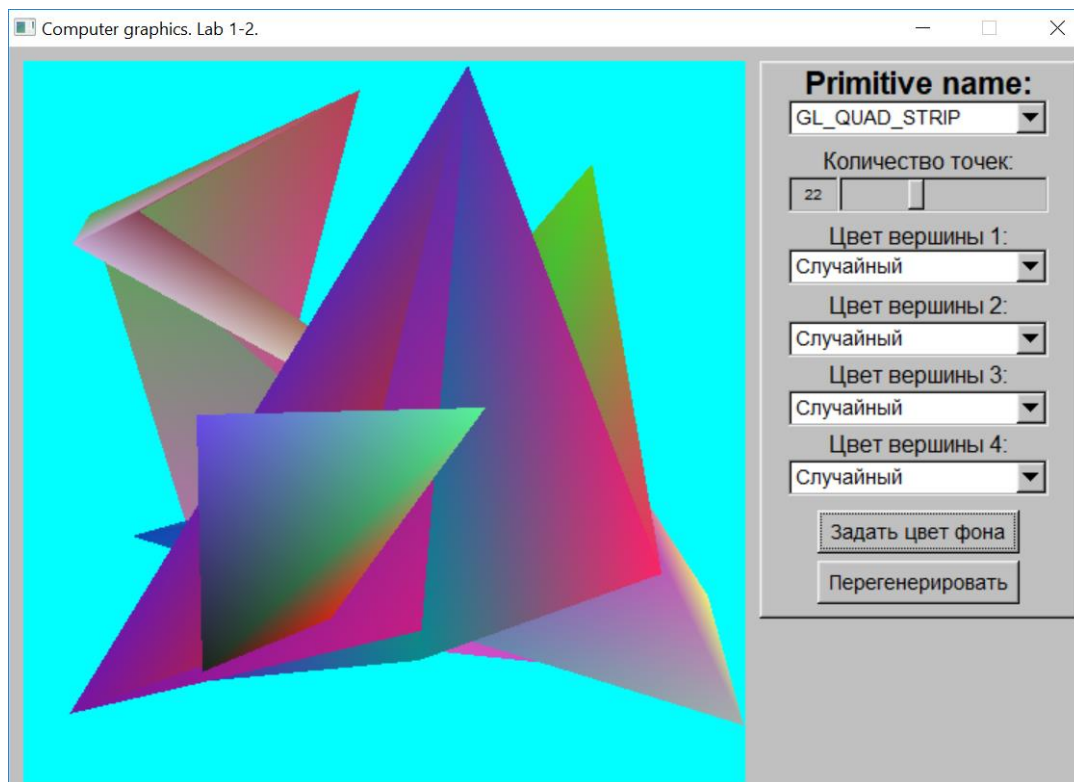 Computer graphics. Lab 1-2.
Primitive name:
GL_QUAD_STRIP
Количество точек:
22
Цвет вершины 1:
Случайный
Цвет вершины 2:
Случайный
Цвет вершины 3:
Случайный
Цвет вершины 4:
Случайный
Задать цвет фона
Перегенерировать